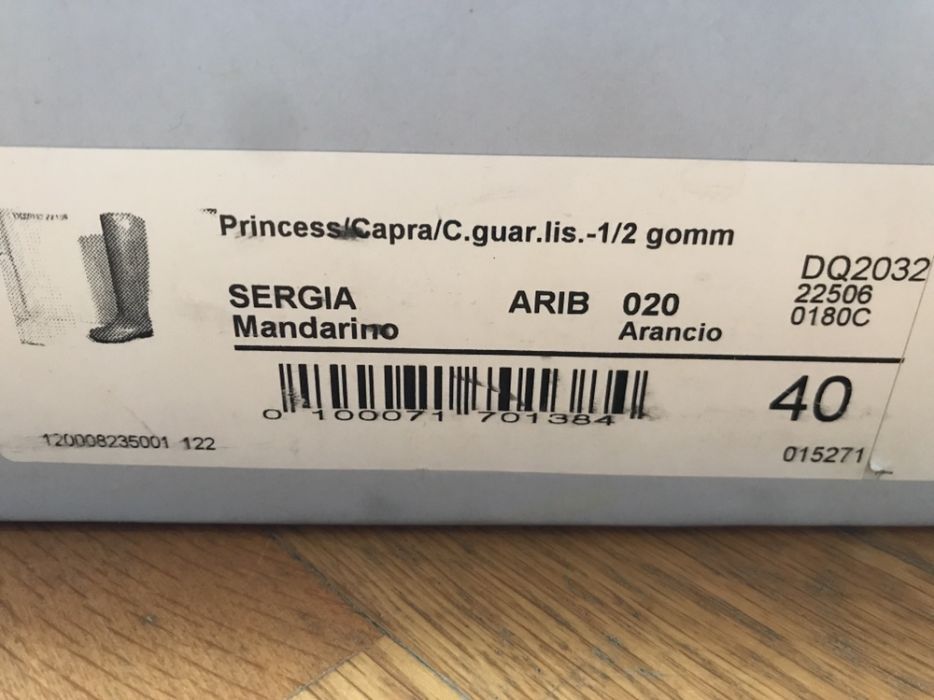 Princess/Capra/C.guar.lis.-1/2 gomm
DQ2032
22506
0180C
SERGIA ARIB 020
Mandarino Arancio
0 100071 701384
40
120008235001 122
015271